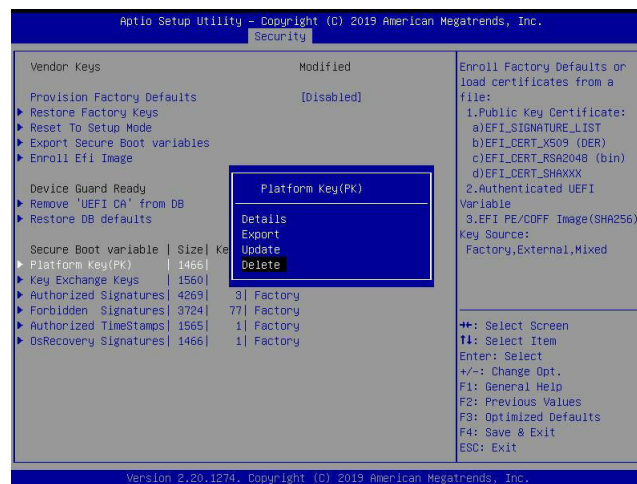 Aptio Setup Utility – Copyright (C) 2019 American Megatrends, Inc.
Security
Vendor Keys Modified
Provision Factory Defaults [Disabled]
Restore Factory Keys
Reset To Setup Mode
Export Secure Boot variables
Enroll Efi Image
Device Guard Ready
Remove 'UEFI CA' from DB
Restore DB defaults
Secure Boot variable | Size| Ke
Platform Key(PK) | 1466|
Key Exchange Keys | 1560|
Authorized Signatures| 4269| 3| Factory
Forbidden Signatures| 3724| 77| Factory
Authorized TimeStamps| 1565| 1| Factory
OsRecovery Signatures| 1466| 1| Factory
Platform Key(PK)
Details
Export
Update
Delete
Enroll Factory Defaults or
load certificates from a
file:
1.Public Key Certificate:
a)EFI_SIGNATURE_LIST
b)EFI_CERT_X509 (DER)
c)EFI_CERT_RSA2048 (bin)
d)EFI_CERT_SHAXXX
2.Authenticated UEFI
Variable
3.EFI PE/COFF Image(SHA256)
Key Source:
Factory,External,Mixed
→←: Select Screen
↑↓: Select Item
Enter: Select
+/-: Change Opt.
F1: General Help
F2: Previous Values
F3: Optimized Defaults
F4: Save & Exit
ESC: Exit
Version 2.20.1274. Copyright (C) 2019 American Megatrends, Inc.